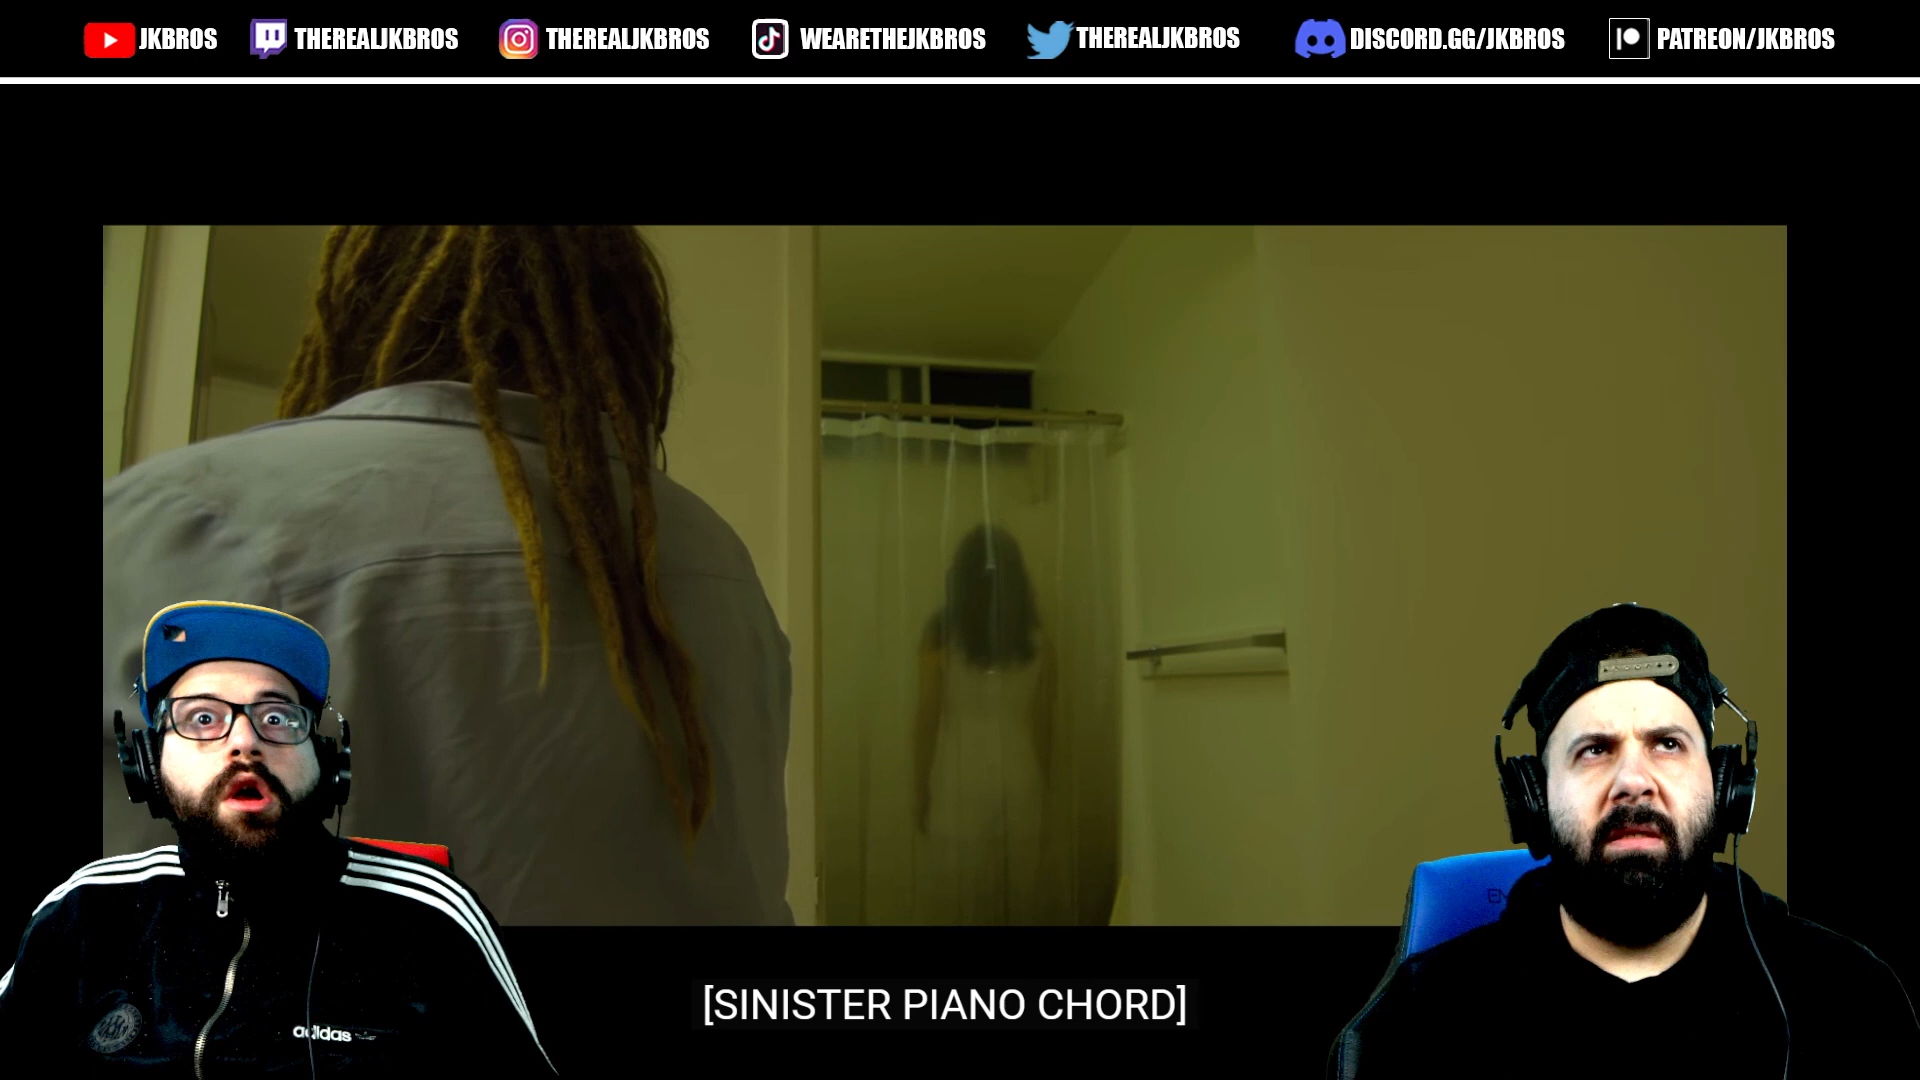 JKBROS THEREALJKBROS THEREALJKBROS WEARETHEJKBROS THEREALJKBROS DISCORD.GG/JKBROS PATREON/JKBROS
adidas
[SINISTER PIANO CHORD]